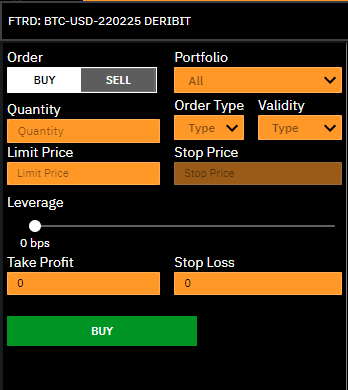 FTRD: BTC-USD-220225 DERIBIT
Order
Portfolio
BUY SELL
All
Quantity
Order Type
Validity
Quantity
Type
Type
Limit Price
Stop Price
Limit Price
Stop Price
Leverage
0 bps
Take Profit
Stop Loss
0
0
BUY